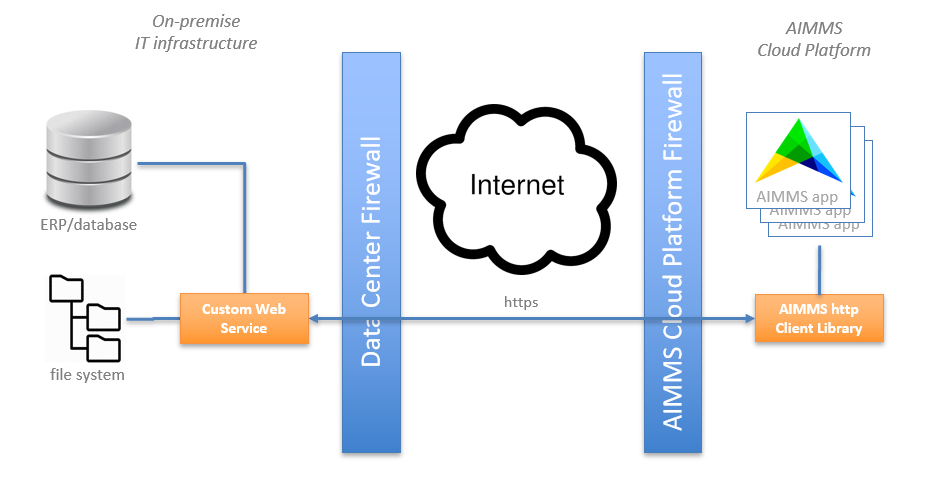 On-premise
IT infrastructure
AIMMS
Cloud Platform
ERP/database
file system
Custom Web
Service
Data Center Firewall
Internet
https
AIMMS Cloud Platform Firewall
AIMMS app
AIMMS app
AIMMS app
AIMMS http
Client Library